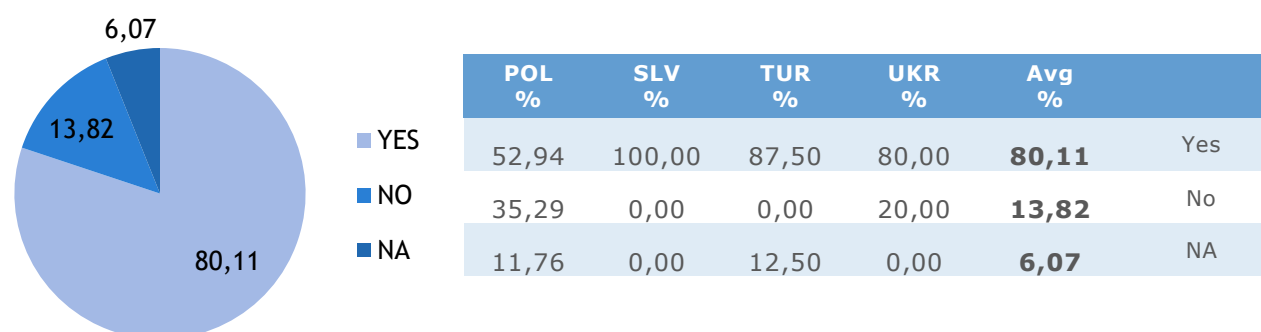 6,07
13,82
80,11
YES
NO
NA
POL SLV TUR UKR Avg
% % % % %
52,94 100,00 87,50 80,00 80,11 Yes
35,29 0,00 0,00 20,00 13,82 No
11,76 0,00 12,50 0,00 6,07 NA